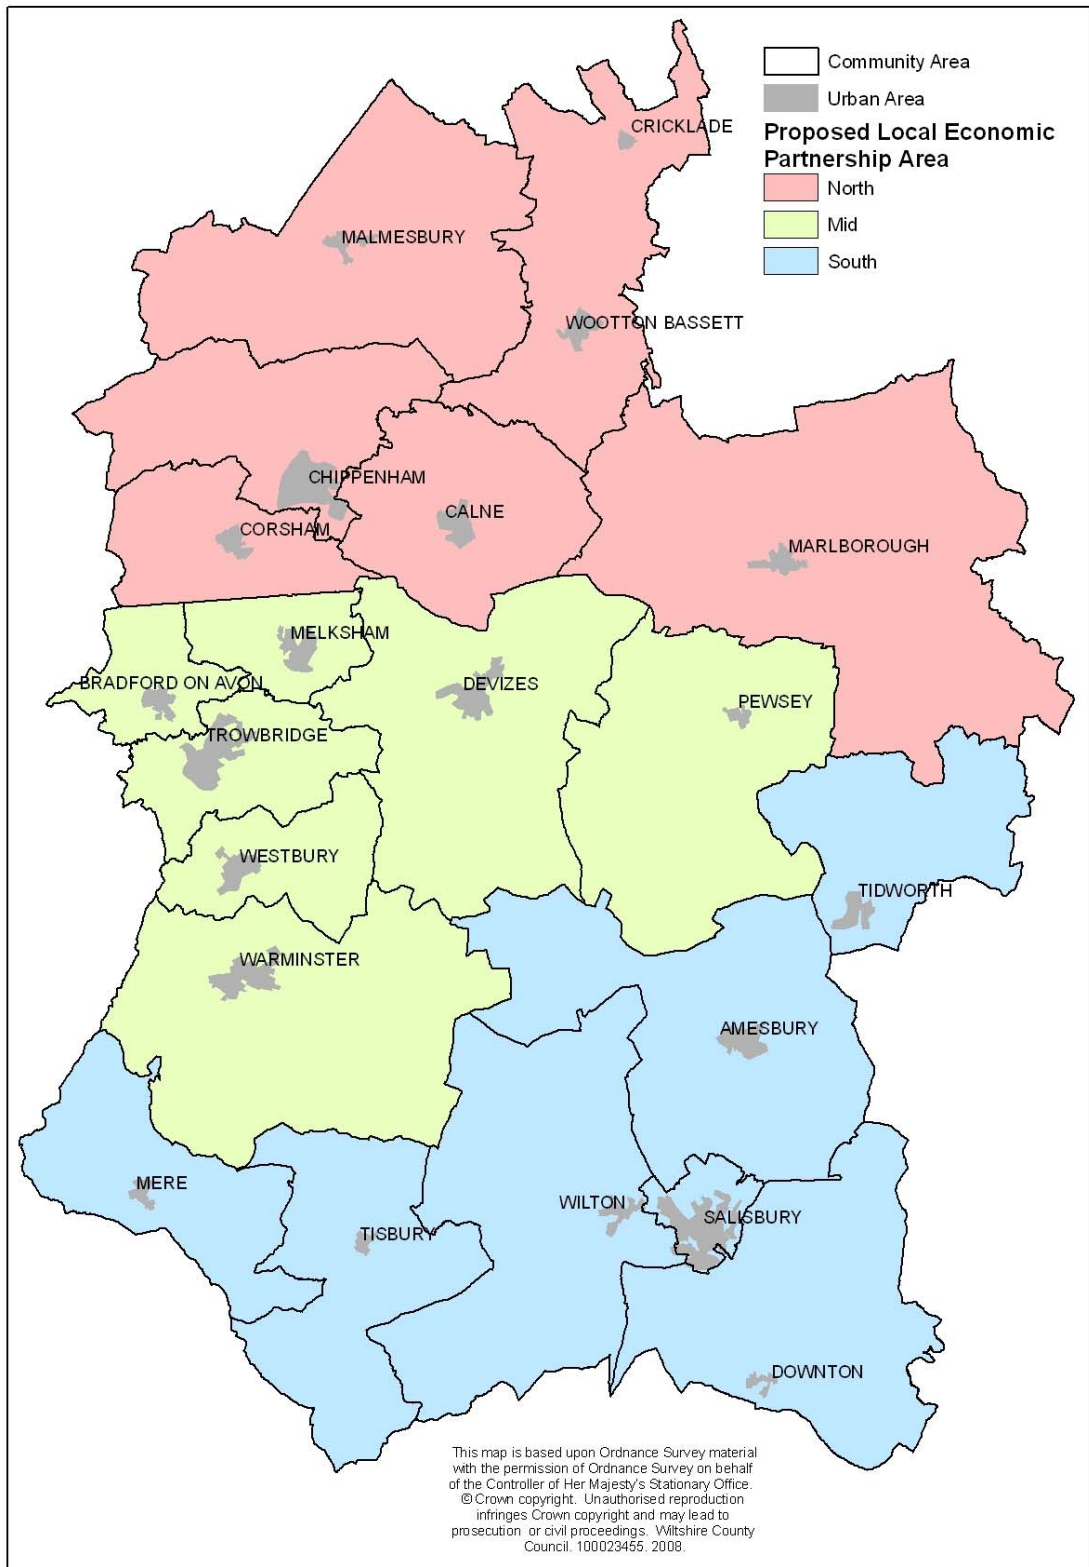 Community Area
Urban Area
Proposed Local Economic
Partnership Area
North
Mid
South
CRICKLADE
MALMESBURY
WOOTTON BASSETT
CHIPPENHAM
CALNE
CORSHAM
MARLBOROUGH
MELKSHAM
BRADFORD ON AVON
DEVIZES
PEWSEY
TROWBRIDGE
WESTBURY
TIDWORTH
WARMINSTER
AMESBURY
MERE
WILTON
SALISBURY
TISBURY
DOWNTON
This map is based upon Ordnance Survey material
with the permission of Ordnance Survey on behalf
of the Controller of Her Majesty's Stationary Office.
© Crown copyright. Unauthorised reproduction
infringes Crown copyright and may lead to
prosecution or civil proceedings. Wiltshire County
Council. 100023455. 2008.